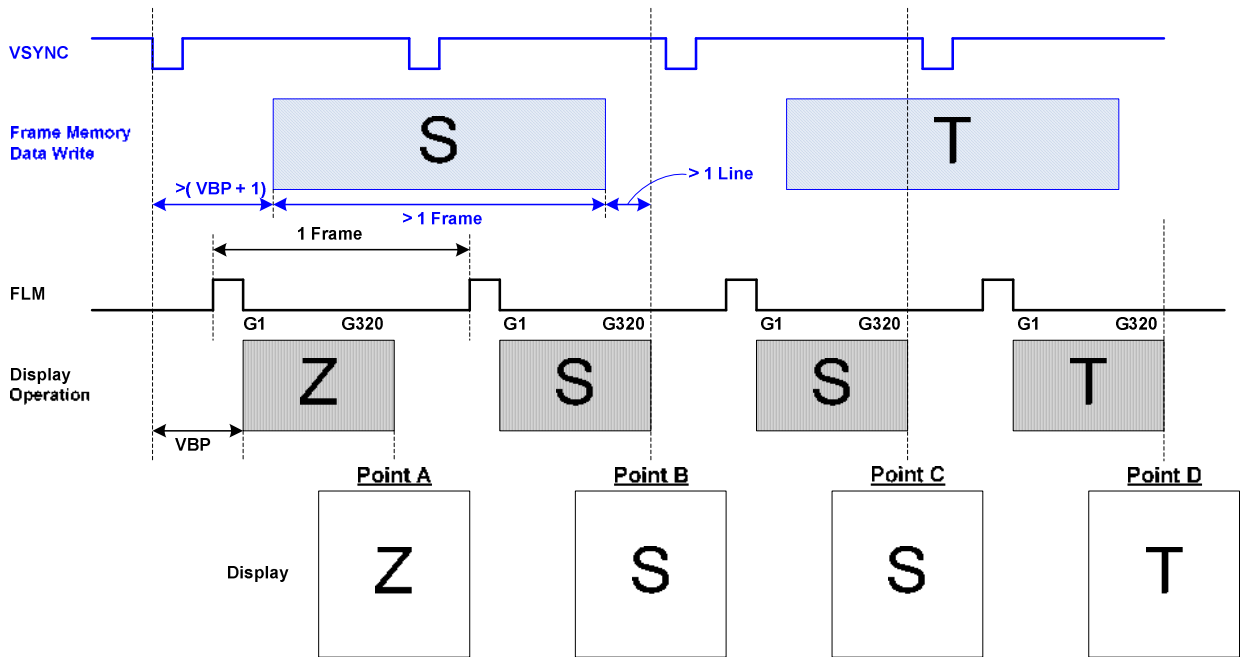 VSYNC
Frame Memory
Data Write
S
T
>( VBP + 1)
> 1 Frame
> 1 Line
1 Frame
FLM
G1
G320
G1
G320
G1
G320
G1
G320
Display
Operation
Z
S
S
T
VBP
Point A
Point B
Point C
Point D
Display
Z
S
S
T